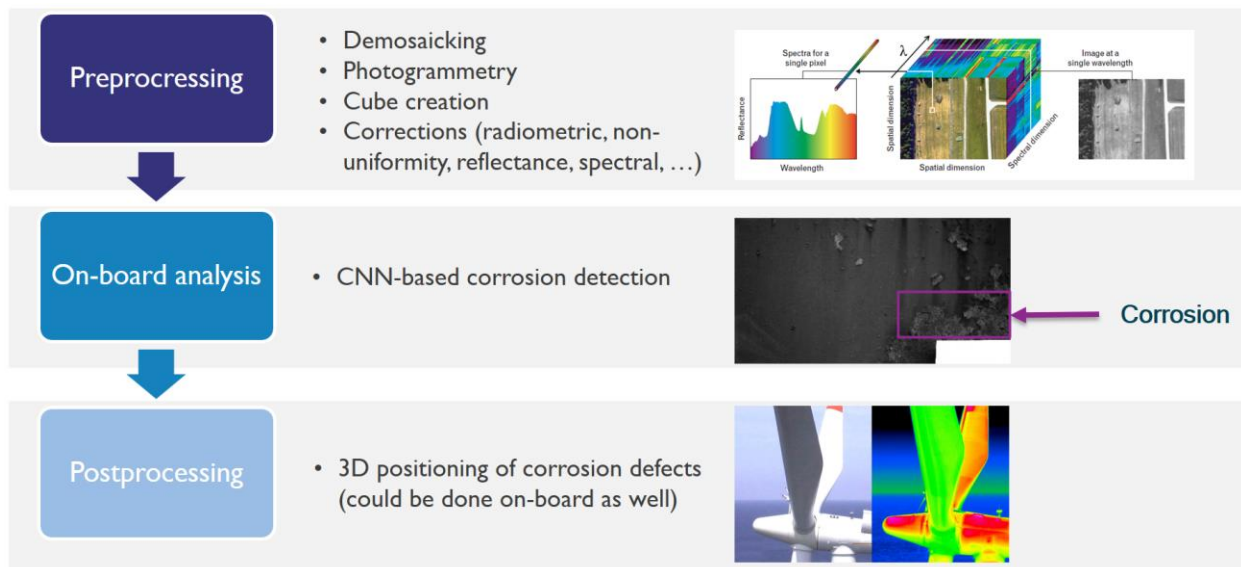 Preprocressing
• Demosaicking
• Photogrammetry
• Cube creation
• Corrections (radiometric, non-
uniformity, reflectance, spectral, …)
Spectra for a
single pixel
λ
Image at a
single wavelength
Reflectance
Wavelength
Spatial dimension
Spatial dimension
Spectral dimension
On-board analysis
• CNN-based corrosion detection
Corrosion
Postprocessing
• 3D positioning of corrosion defects
(could be done on-board as well)